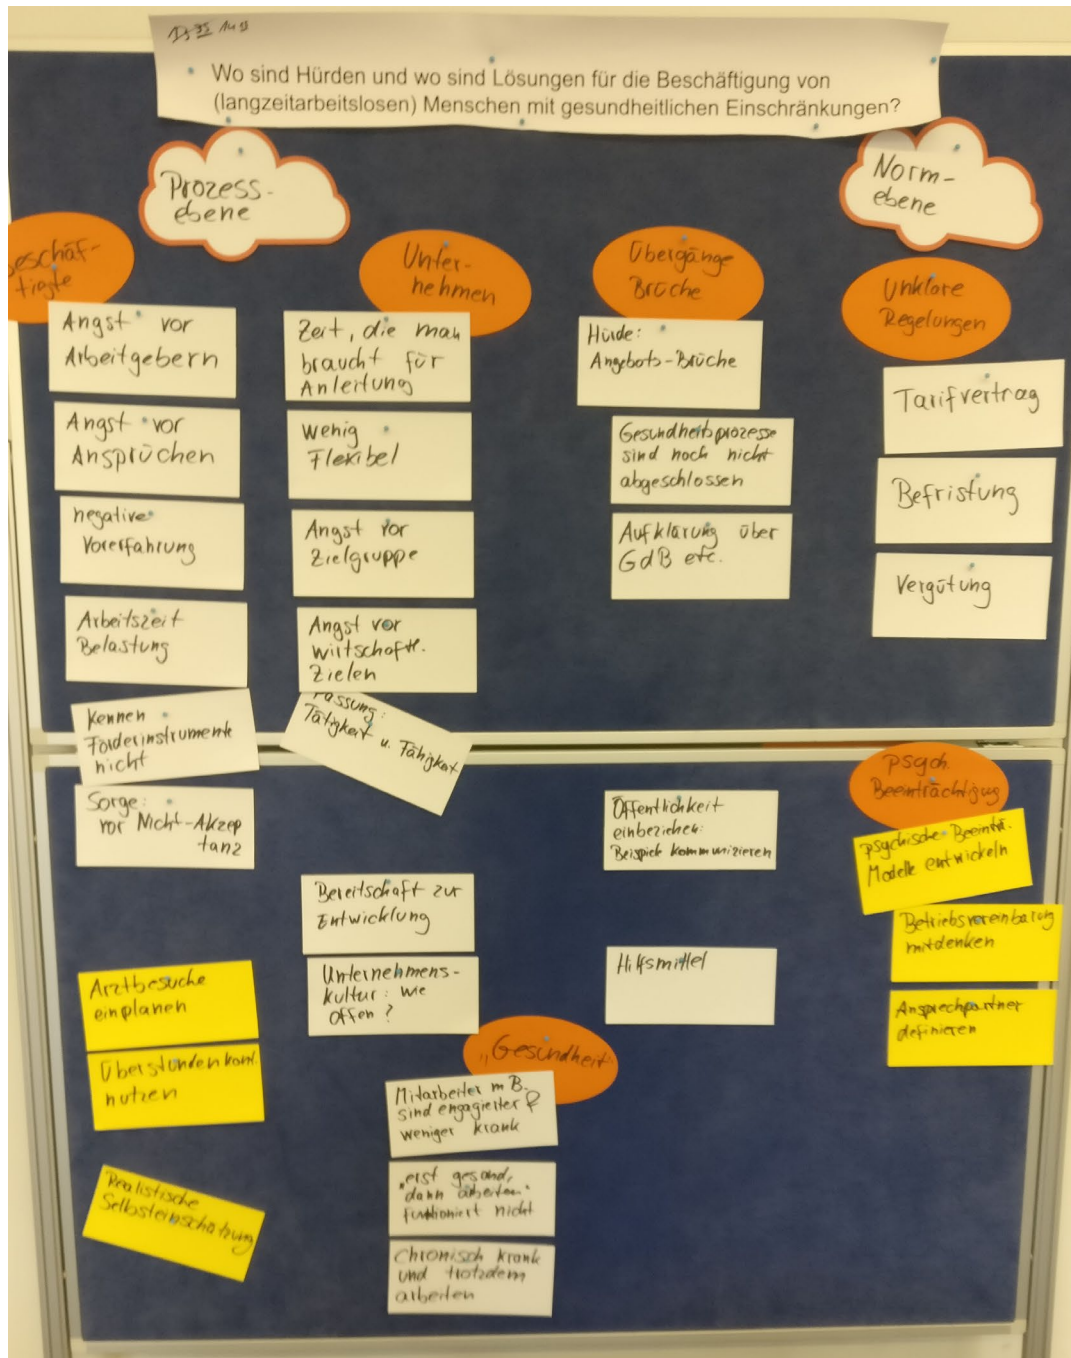 Wo sind Hürden und wo sind Lösungen für die Beschäftigung von
(langzeitarbeitslosen) Menschen mit gesundheitlichen Einschränkungen?
Prozess-
ebene
Norm-
ebene
eschäf-
tigte
Angst vor
Arbeitgebern
Angst vor
Ansprüchen
negative
Vorerfahrung
Arbeitszeit
Belastung
Kennen
Förderinstrumente
nicht
Sorge:
vor Nicht-Akzep
tanz
Arztbesuche
einplanen
Überstundenkont.
nutzen
Realistische
Selbsteinschätzung
Unter-
nehmen
Zeit, die man
braucht für
Anleitung
wenig
Flexibel
Angst vor
Zielgruppe
Angst vor
wirtschaftl.
Zielen
Passung:
Tätigkeit u. Fähigkeit
Bereitschaft zur
Entwicklung
Unternehmens-
kultur: wie
offen?
"Gesundheit
Mitarbeiter m B.
sind engagierter &
weniger krank
"erst gesund,
dann arbeiten"
funktioniert nicht
Chronisch krank
und trotzdem
arbeiten
Übergänge
Brüche
Hürde:
Angebots-Brüche
Gesundheitsprozesse
sind noch nicht
abgeschlossen
Aufklärung über
GdB etc.
Öffentlichkeit
einbeziehen:
Beispiele kommunizieren
Hilfsmittel
Unklare
Regelungen
Tarifvertrag
Befristung
Vergütung
psych.
Beeinträchtigung
psychische Beeintr.
Modelle entwickeln
Betriebsvereinbarung
mitdenken
Ansprechpartner
definieren